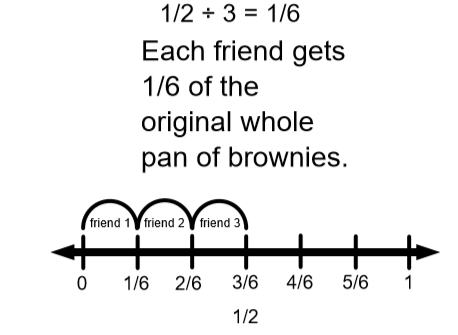 1/2 ÷ 3 = 1/6
Each friend gets
1/6 of the
original whole
pan of brownies.
friend 1 friend 2 friend 3
0 1/6 2/6 3/6 4/6 5/6 1
1/2